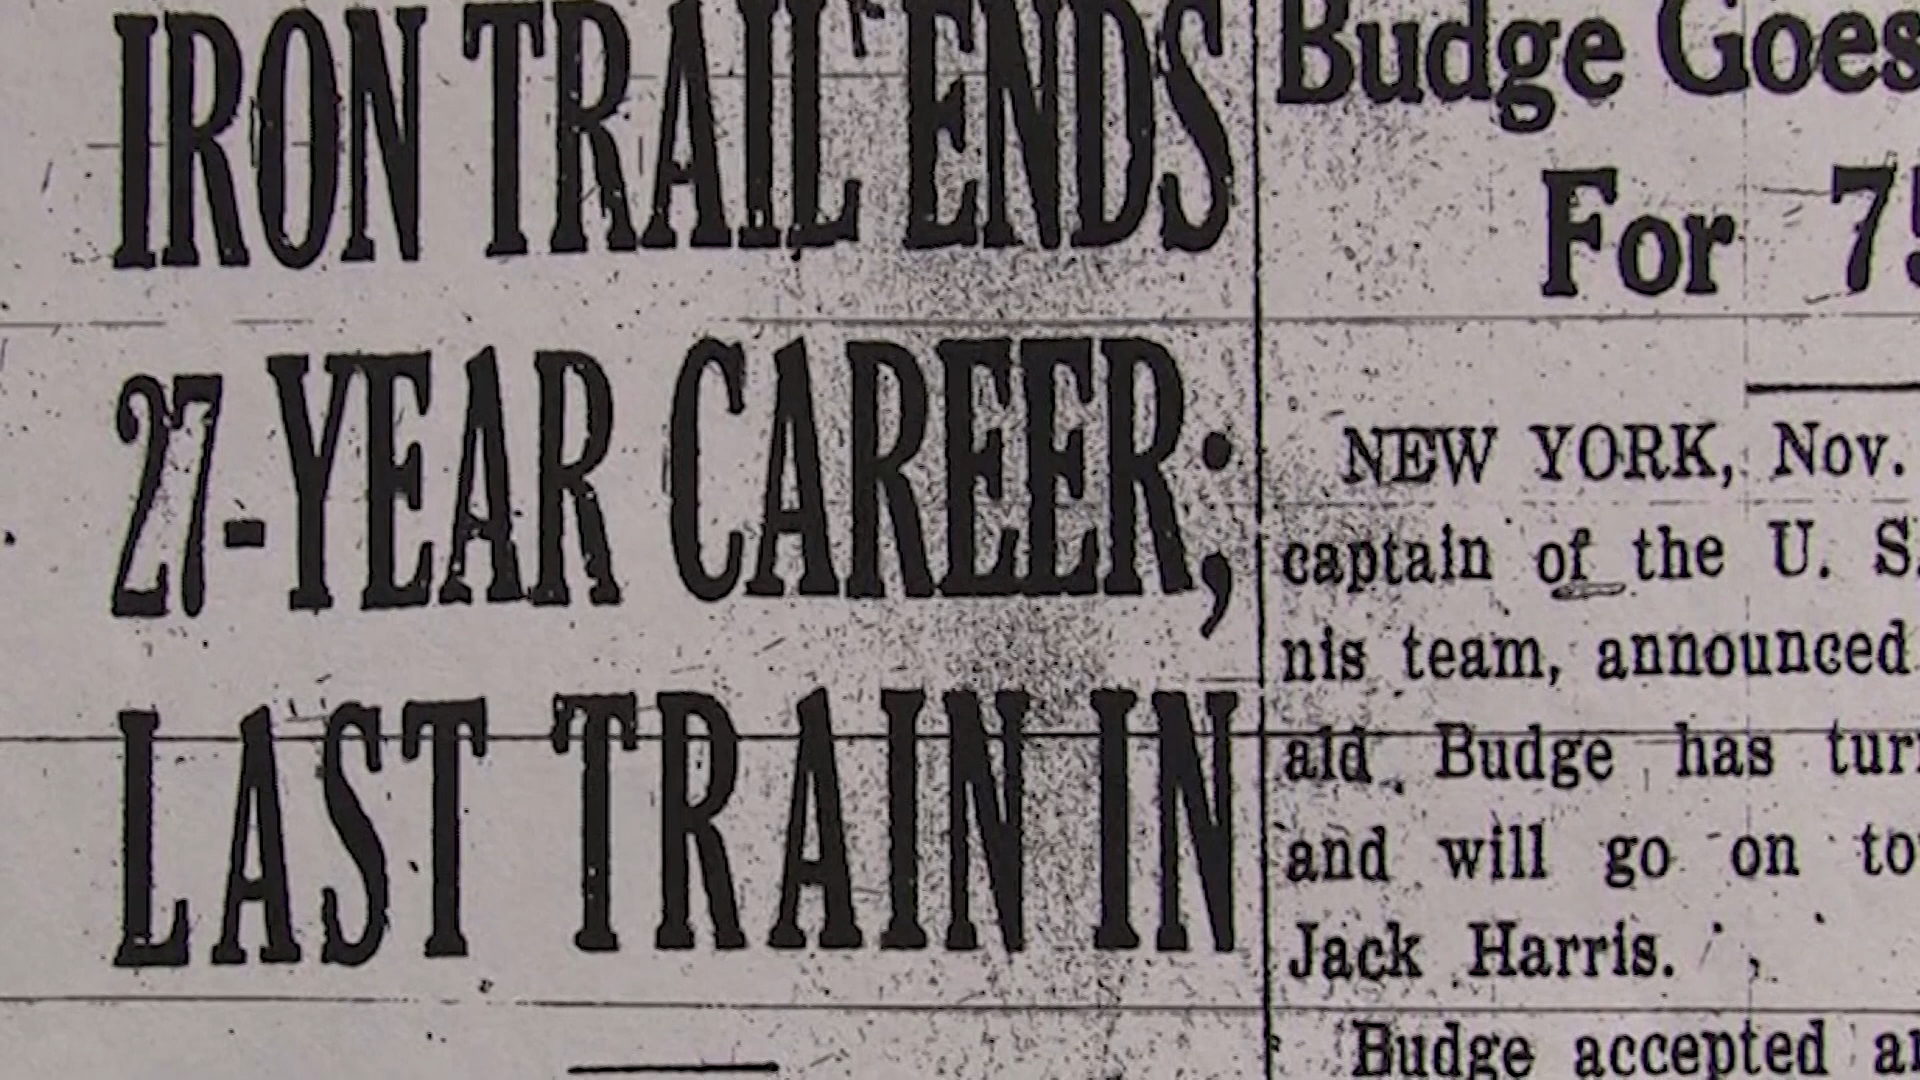 IRON TRAIL ENDS
27-YEAR CAREER;
LAST TRAIN IN
Budge Goes
For
NEW YORK, Nov.
captain of the U. S.
nis team, announced
ald Budge has
and will go on
Jack Harris.
Budge accepted